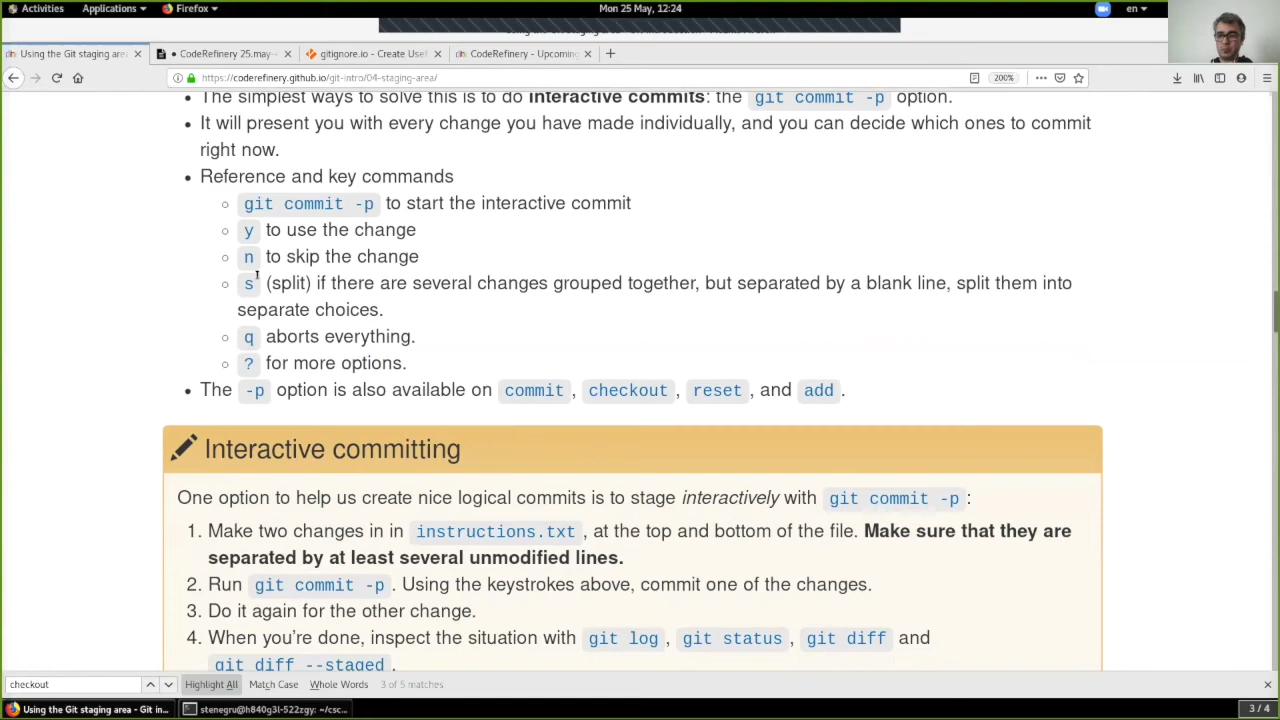 Activities Applications Firefox Mon 25 May, 12:24 en
Using the Git staging area CodeRefinery 25.may- gitignore.io - Create Usef CodeRefinery - Upcoming
https://coderefinery.github.io/git-intro/04-staging-area/ 200%
The simplest ways to solve this is to do interactive commits: the git commit -p option.
It will present you with every change you have made individually, and you can decide which ones to commit
right now.
Reference and key commands
git commit -p to start the interactive commit
y to use the change
n to skip the change
s (split) if there are several changes grouped together, but separated by a blank line, split them into
separate choices.
q aborts everything.
? for more options.
The -p option is also available on commit, checkout, reset, and add.
Interactive committing
One option to help us create nice logical commits is to stage interactively with git commit -p:
1. Make two changes in in instructions.txt, at the top and bottom of the file. Make sure that they are
separated by at least several unmodified lines.
2. Run git commit -p. Using the keystrokes above, commit one of the changes.
3. Do it again for the other change.
4. When you're done, inspect the situation with git log, git status, git diff and
git diff --staged.
checkout Highlight All Match Case Whole Words 3 of 5 matches
Using the Git staging area - Git in... stenegru@h840g3l-522zgy: ~/csc... 3 / 4